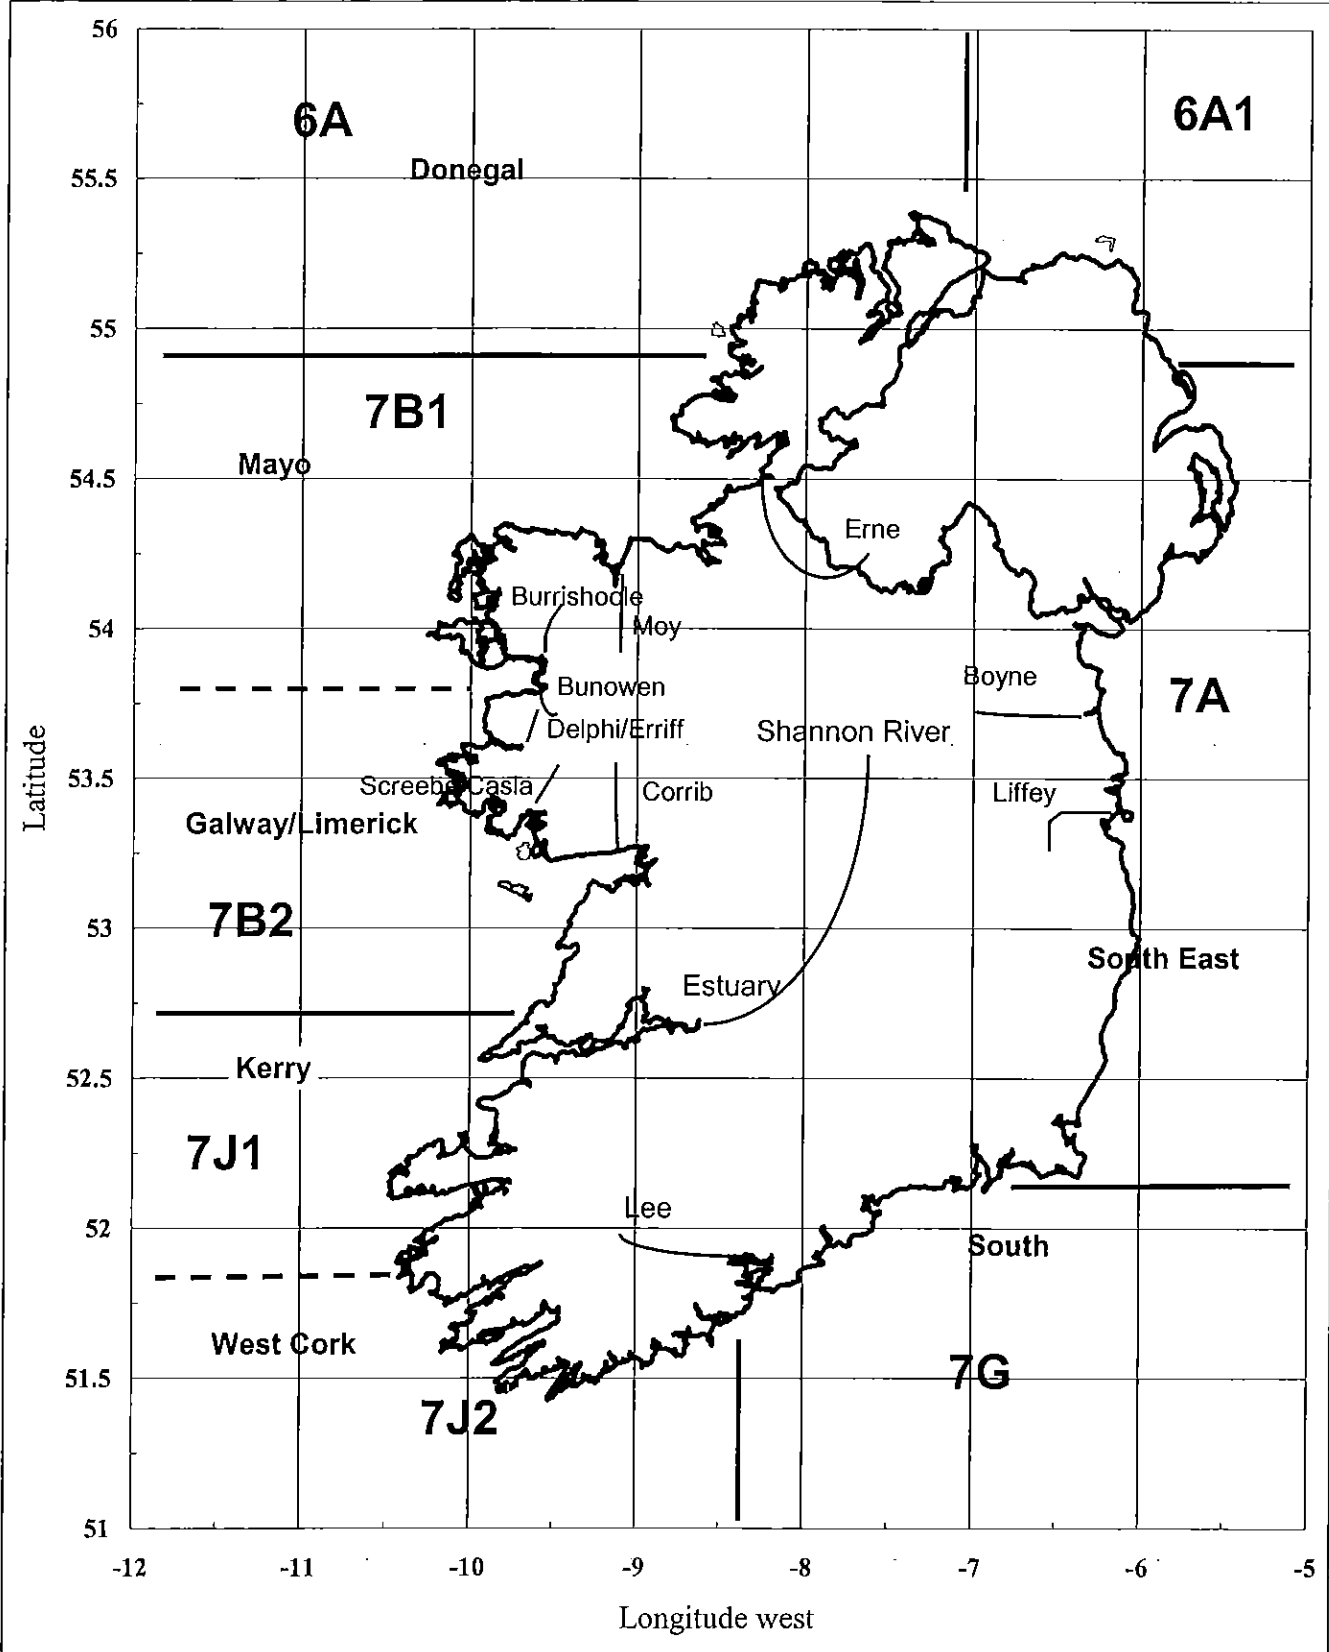 56
6A
6A1
Donegal
55.5
55
7B1
Mayo
54.5
Erne
Burrishoole
54
Moy
Bunowen
Boyne
7A
Delphi/Erriff
Shannon River
53.5
Screebe/Casla
Corrib
Liffey
Galway/Limerick
7B2
53
South East
Estuary
Kerry
52.5
7J1
Lee
52
South
West Cork
51.5
7G
7J2
51
-12
-11
-10
-9
-8
-7
-6
-5
Latitude
Longitude west